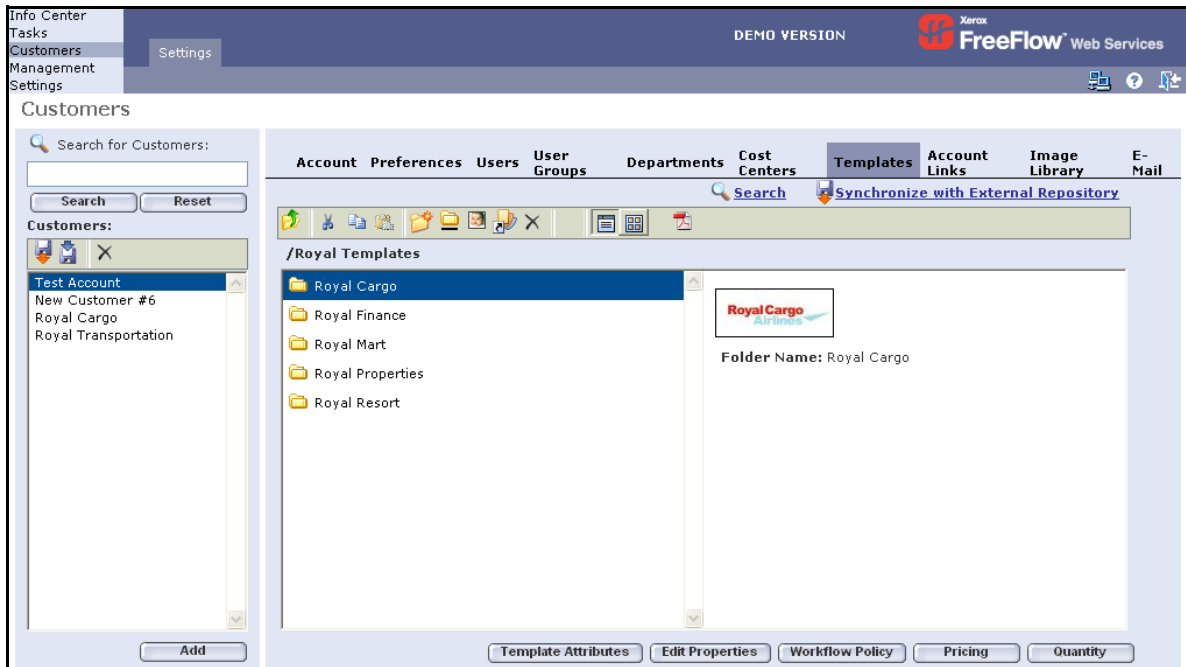 Info Center
Tasks
Customers
Management
Settings
Settings
DEMO VERSION
Xerox
FreeFlow™ Web Services
Customers
Search for Customers:
Search
Reset
Customers:
Test Account
New Customer #6
Royal Cargo
Royal Transportation
Add
Account
Preferences
Users
User Groups
Departments
Cost Centers
Templates
Account Links
Image Library
E-Mail
Search
Synchronize with External Repository
/Royal Templates
Royal Cargo
Royal Finance
Royal Mart
Royal Properties
Royal Resort
Royal Cargo
Airlines
Folder Name: Royal Cargo
Template Attributes
Edit Properties
Workflow Policy
Pricing
Quantity